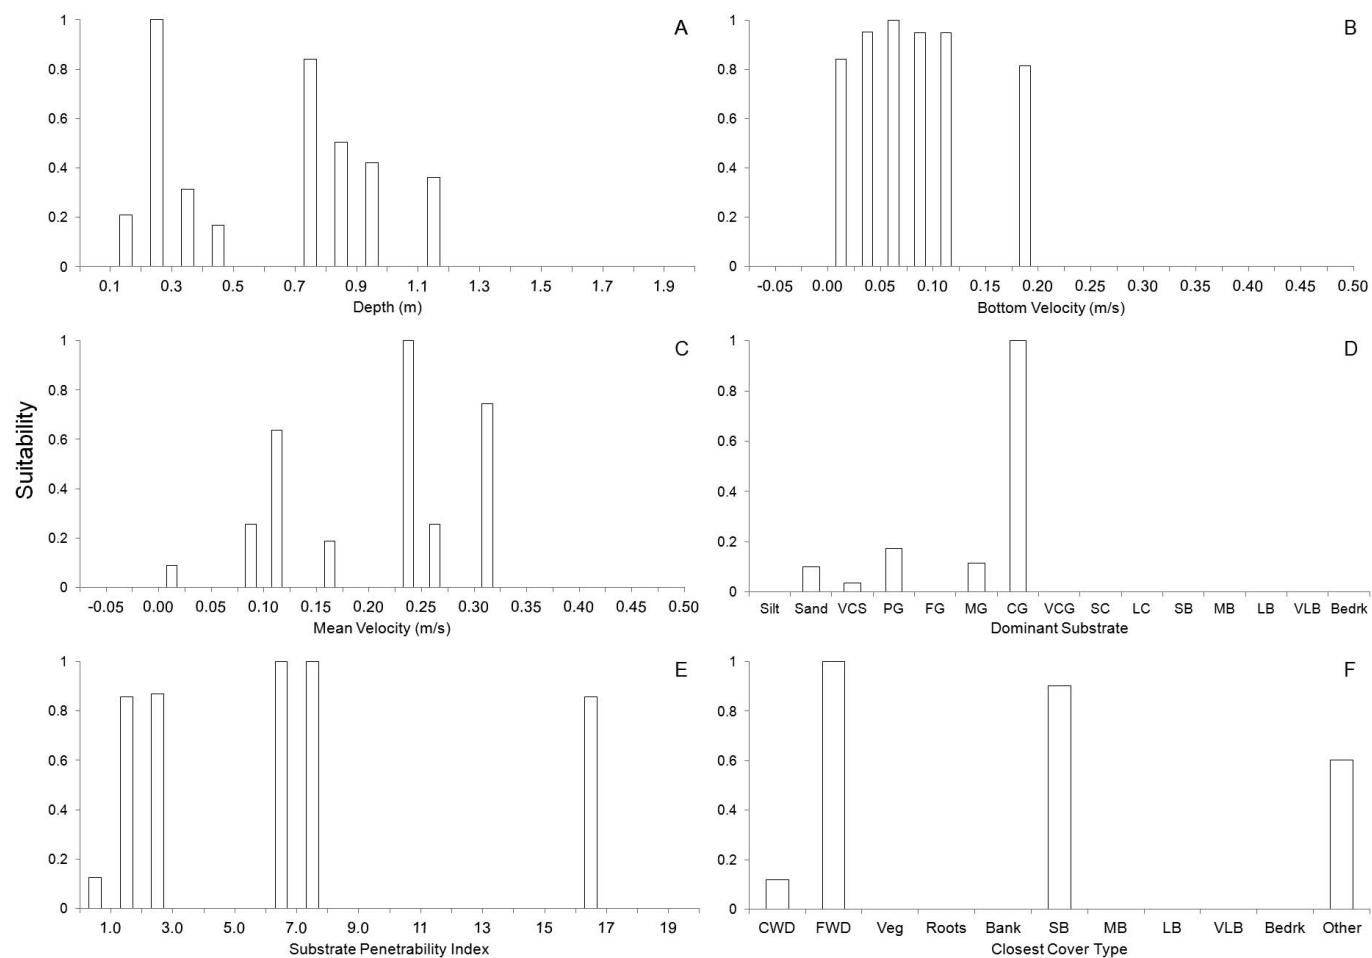 A
1
0.8
0.6
0.4
0.2
0
0.1 0.3 0.5 0.7 0.9 1.1 1.3 1.5 1.7 1.9
Depth (m)
B
1
0.8
0.6
0.4
0.2
0
-0.05 0.00 0.05 0.10 0.15 0.20 0.25 0.30 0.35 0.40 0.45 0.50
Bottom Velocity (m/s)
Suitability
C
1
0.8
0.6
0.4
0.2
0
-0.05 0.00 0.05 0.10 0.15 0.20 0.25 0.30 0.35 0.40 0.45 0.50
Mean Velocity (m/s)
D
1
0.8
0.6
0.4
0.2
0
Silt Sand VCS PG FG MG CG VCG SC LC SB MB LB VLB Bedrk
Dominant Substrate
E
1
0.8
0.6
0.4
0.2
0
1.0 3.0 5.0 7.0 9.0 11 13 15 17 19
Substrate Penetrability Index
F
1
0.8
0.6
0.4
0.2
0
CWD FWD Veg Roots Bank SB MB LB VLB Bedrk Other
Closest Cover Type